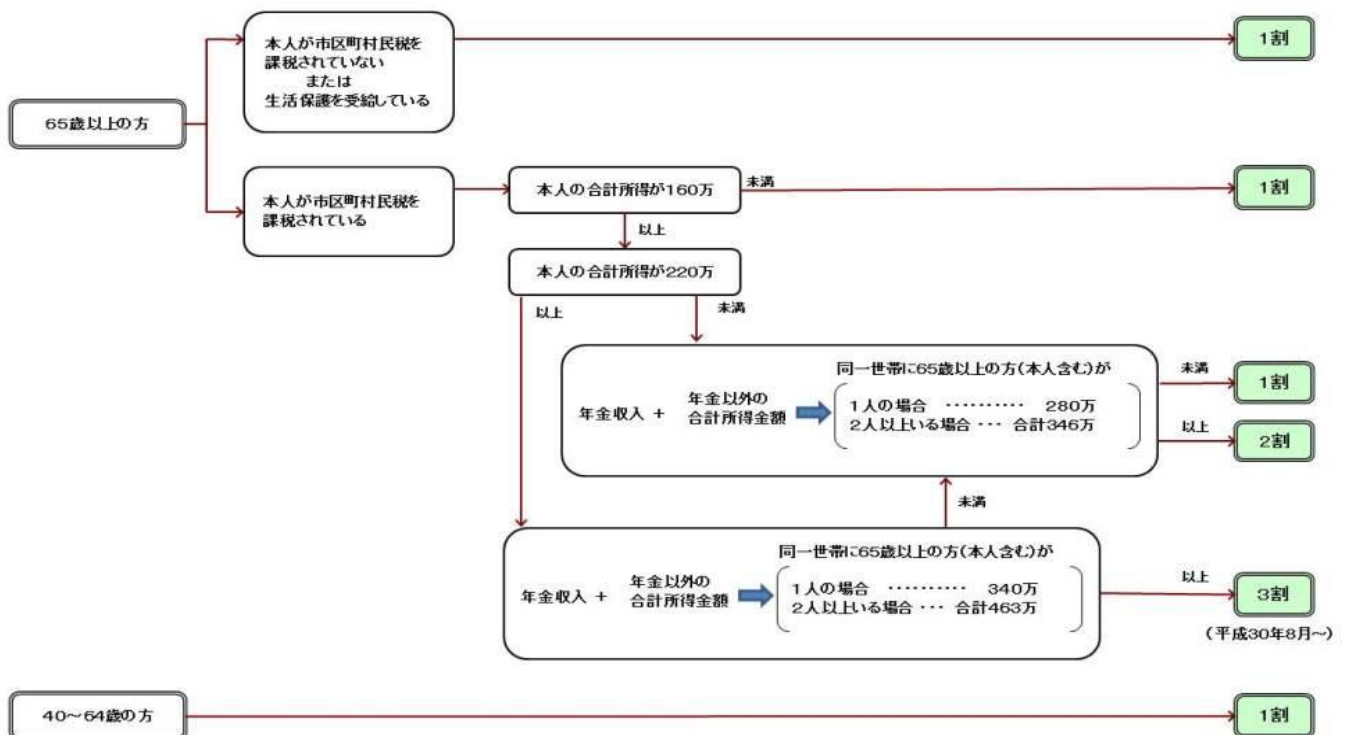 本人が市区町村民税を
課税されていない
または
生活保護を受給している
1割
65歳以上の方
本人が市区町村民税を
課税されている
本人の合計所得が160万
未満
1割
以上
本人の合計所得が220万
以上
未満
同一世帯に65歳以上の方(本人含む)が
年金収入 +
年金以外の
合計所得金額
1人の場合 ‥‥‥‥‥ 280万
2人以上いる場合 ‥‥ 合計346万
未満
1割
以上
2割
未満
同一世帯に65歳以上の方(本人含む)が
年金収入 +
年金以外の
合計所得金額
1人の場合 ‥‥‥‥‥ 340万
2人以上いる場合 ‥‥ 合計463万
以上
3割
(平成30年8月～)
40～64歳の方
1割